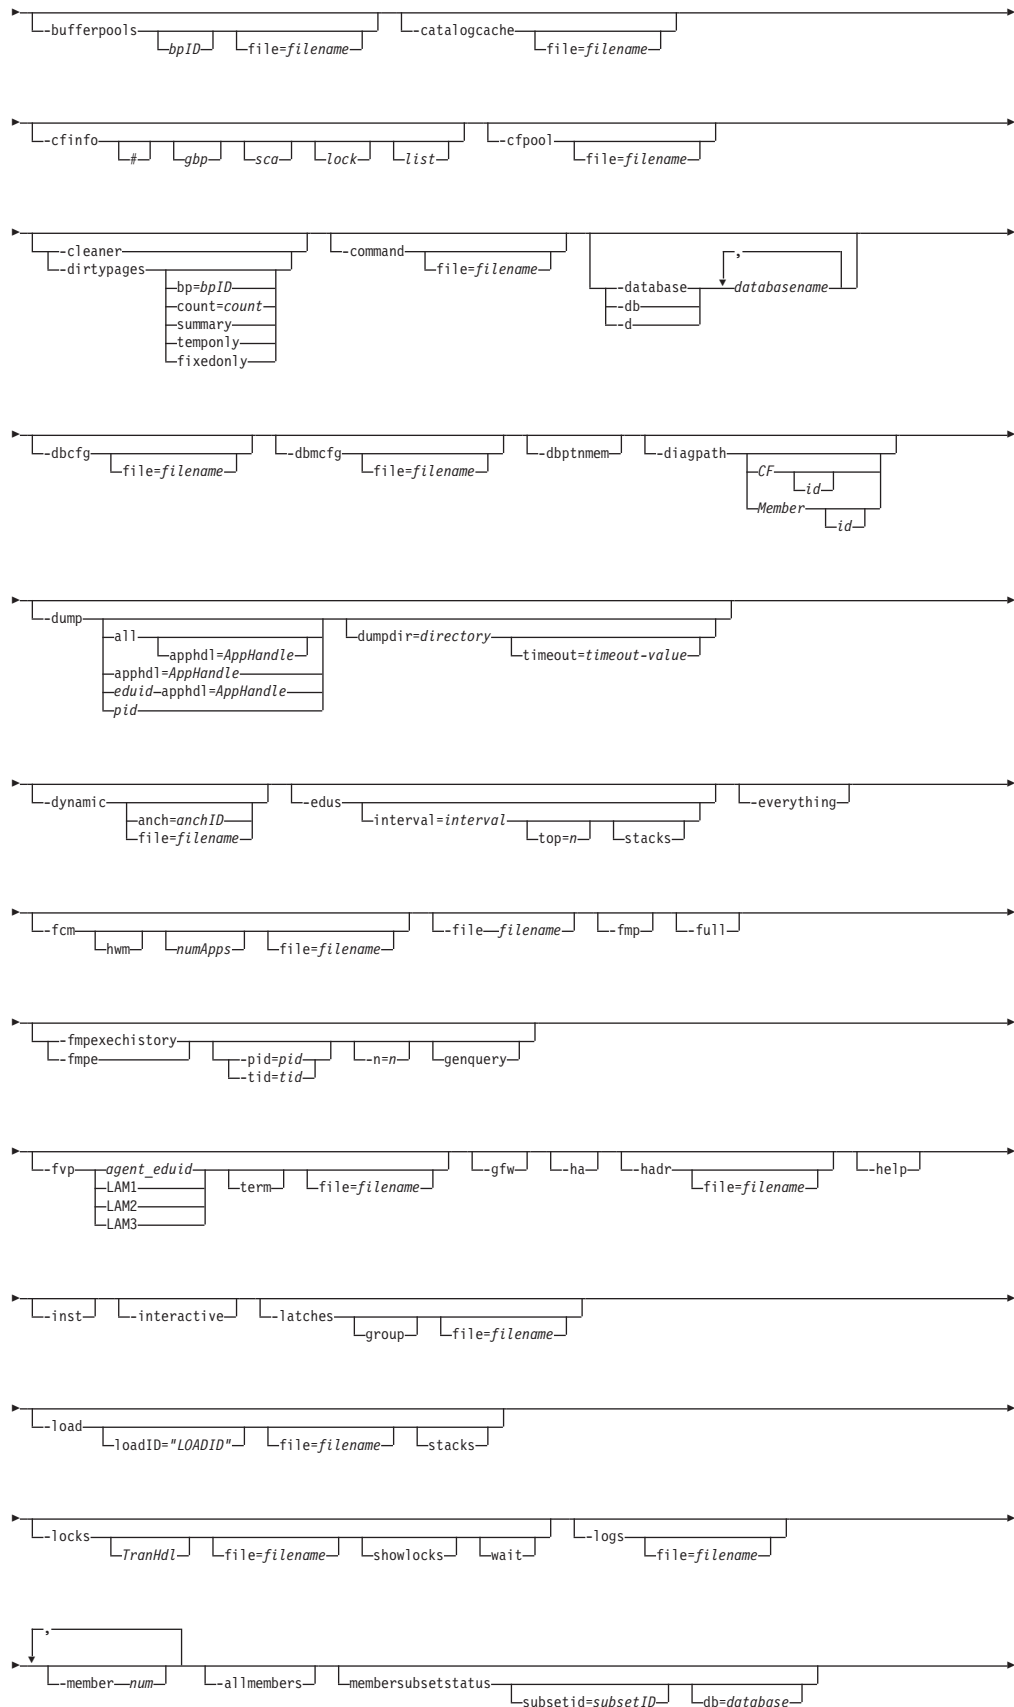 -bufferpools -catalogcache
bpID file=filename file=filename
-cfinfo -cfpool
# gbp sca lock list file=filename
-cleaner -command
-dirtypages file=filename ,
bp=bpID -database databasename
count=count -db
summary -d
temponly
fixedonly
-dbcfg -dbmcfg -dbptnmem -diagpath
file=filename file=filename CF
id
Member
id
-dump
all dumpdir=directory
apphdl=AppHandle timeout=timeout-value
apphdl=AppHandle
eduid apphdl=AppHandle
pid
-dynamic -edus -everything
anch=anchID interval=interval
file=filename top=n stacks
-fcm -file filename -fmp -full
hwm numApps file=filename
-fmpexechistory
-fmpe -pid=pid -n=n genquery
-tid=tid
-fvp agent_eduid -gfw -ha -hadr -help
LAM1 term file=filename file=filename
LAM2
LAM3
-inst -interactive -latches
group file=filename
-load
loadID="LOADID" file=filename stacks
-locks -logs
TranHdl file=filename showlocks wait file=filename
,
-member num -allmembers -membersubsetstatus
subsetid=subsetID db=database